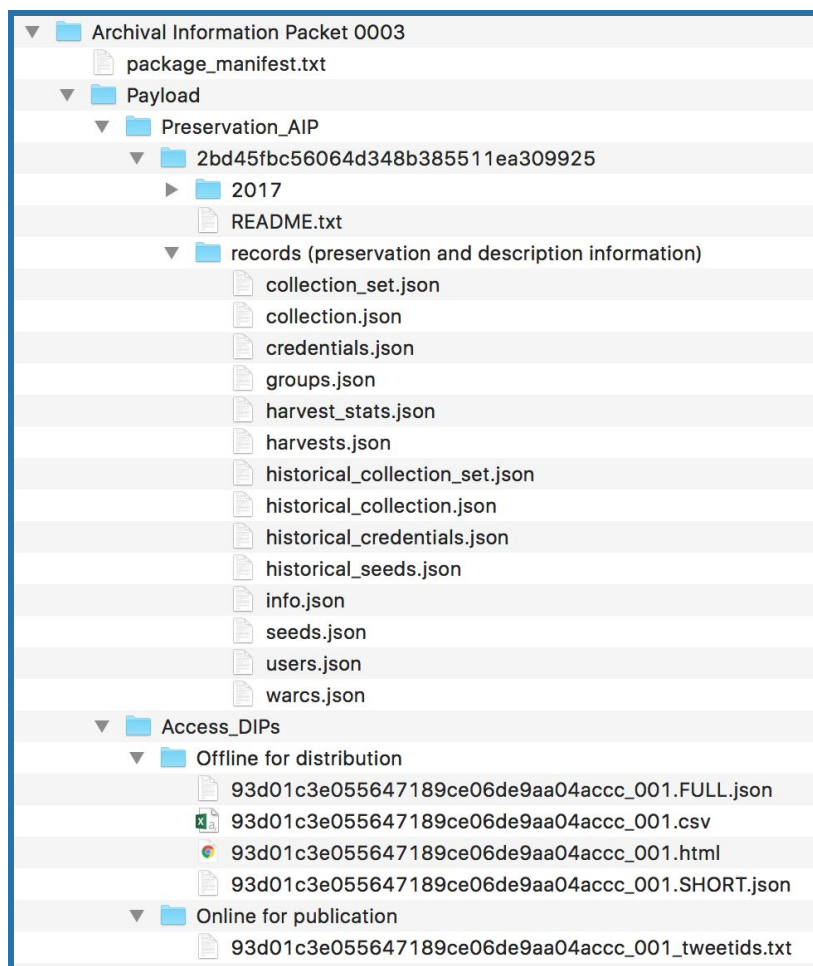 Archival Information Packet 0003
package_manifest.txt
Payload
Preservation_AIP
2bd45fbc56064d348b385511ea309925
2017
README.txt
records (preservation and description information)
collection_set.json
collection.json
credentials.json
groups.json
harvest_stats.json
harvests.json
historical_collection_set.json
historical_collection.json
historical_credentials.json
historical_seeds.json
info.json
seeds.json
users.json
warcs.json
Access_DIPs
Offline for distribution
93d01c3e055647189ce06de9aa04accc_001.FULL.json
93d01c3e055647189ce06de9aa04accc_001.csv
93d01c3e055647189ce06de9aa04accc_001.html
93d01c3e055647189ce06de9aa04accc_001.SHORT.json
Online for publication
93d01c3e055647189ce06de9aa04accc_001_tweetids.txt